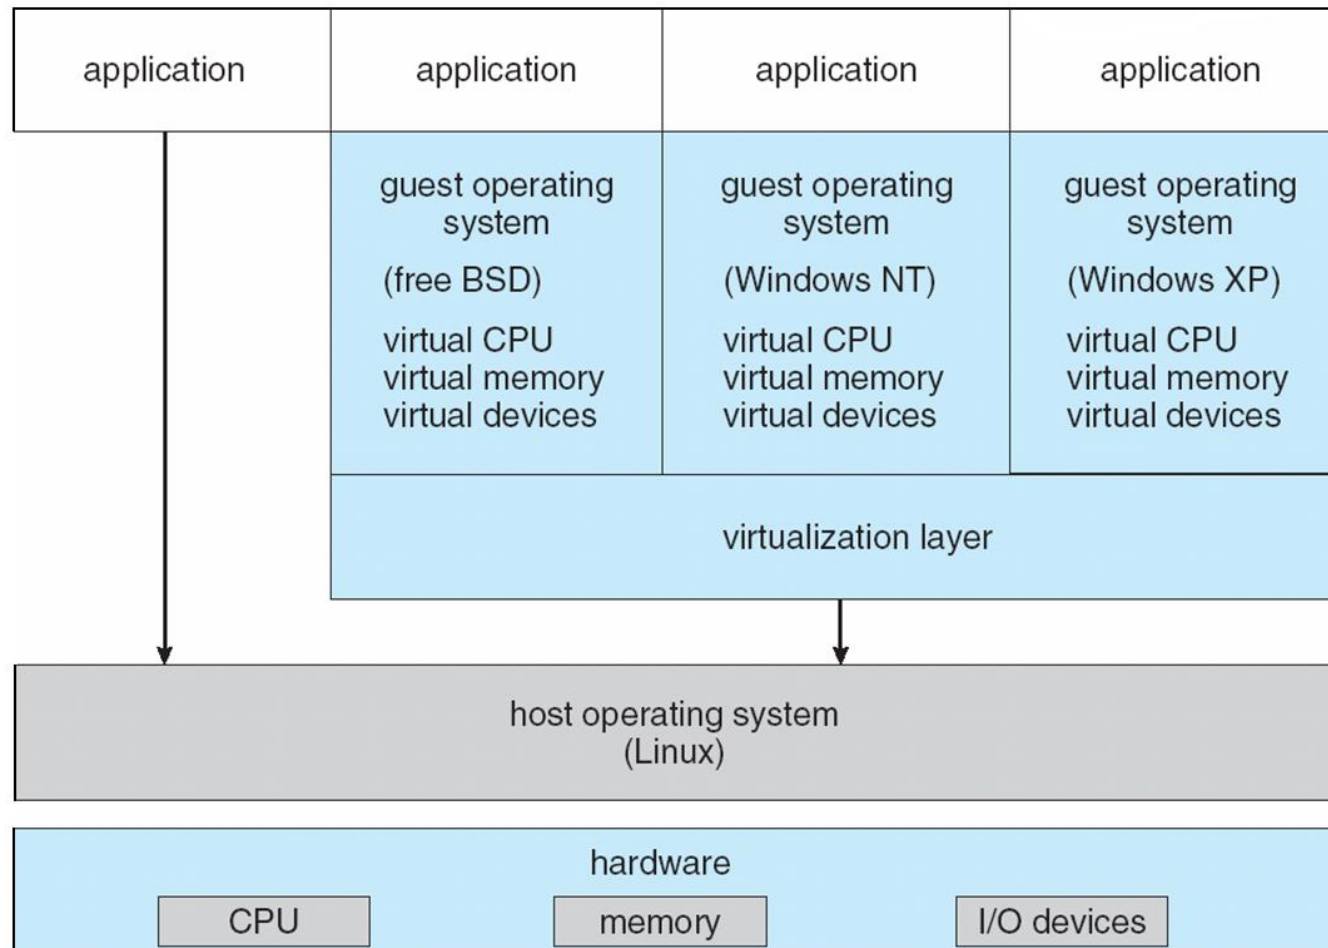 application
application
application
application
guest operating
system
(free BSD)
virtual CPU
virtual memory
virtual devices
guest operating
system
(Windows NT)
virtual CPU
virtual memory
virtual devices
guest operating
system
(Windows XP)
virtual CPU
virtual memory
virtual devices
virtualization layer
host operating system
(Linux)
hardware
CPU
memory
I/O devices